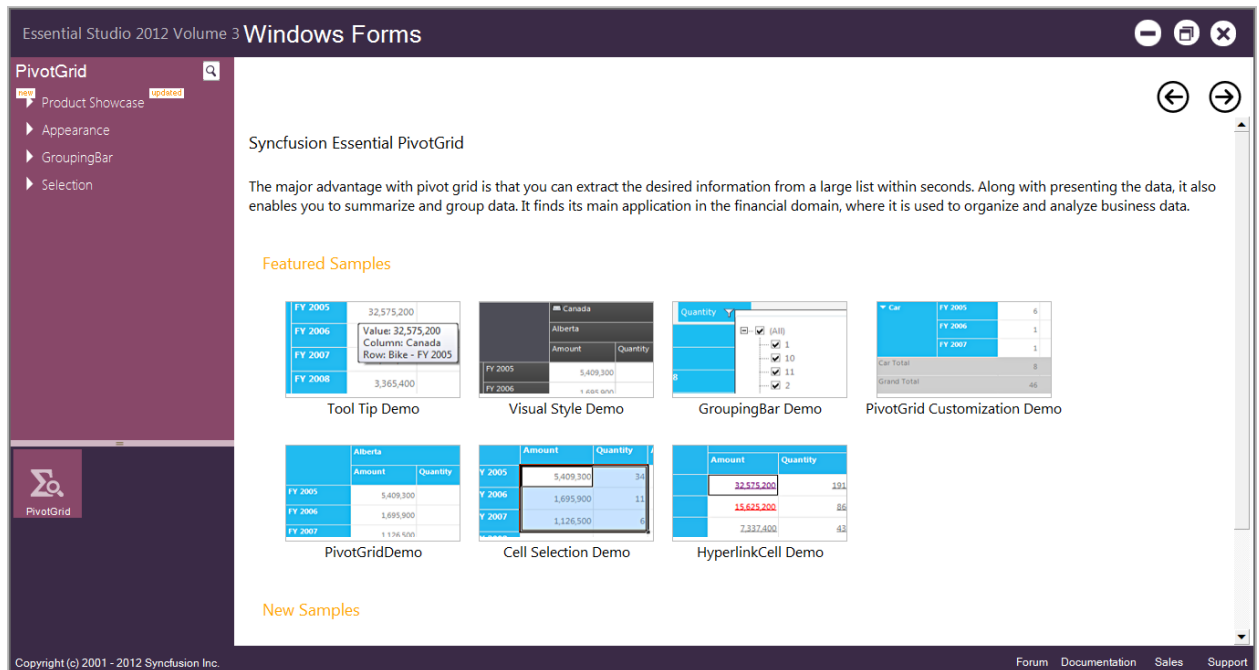 Essential Studio 2012 Volume 3 Windows Forms
PivotGrid
new
updated
Product Showcase
Appearance
GroupingBar
Selection
PivotGrid
Syncfusion Essential PivotGrid
The major advantage with pivot grid is that you can extract the desired information from a large list within seconds. Along with presenting the data, it also
enables you to summarize and group data. It finds its main application in the financial domain, where it is used to organize and analyze business data.
Featured Samples
FY 2005 32,575,200
FY 2006
FY 2007
FY 2008 3,365,400
Value: 32,575,200
Column: Canada
Row: Bike - FY 2005
Tool Tip Demo
Canada
Alberta
Amount Quantity
FY 2005 5,409,300
FY 2006 1,695,900
Visual Style Demo
Quantity
(All)
1
10
11
2
8
GroupingBar Demo
Car FY 2005 6
FY 2006 1
FY 2007 1
Car Total 8
Grand Total 46
PivotGrid Customization Demo
Alberta
Amount Quantity
FY 2005 5,409,300
FY 2006 1,695,900
FY 2007 1,126,500
PivotGridDemo
Amount Quantity
Y 2005 5,409,300 34
Y 2006 1,695,900 11
Y 2007 1,126,500 6
Cell Selection Demo
Amount Quantity
32,575,200 191
15,625,200 86
7,337,400 43
HyperlinkCell Demo
New Samples
Copyright (c) 2001 - 2012 Syncfusion Inc.
Forum Documentation Sales Support